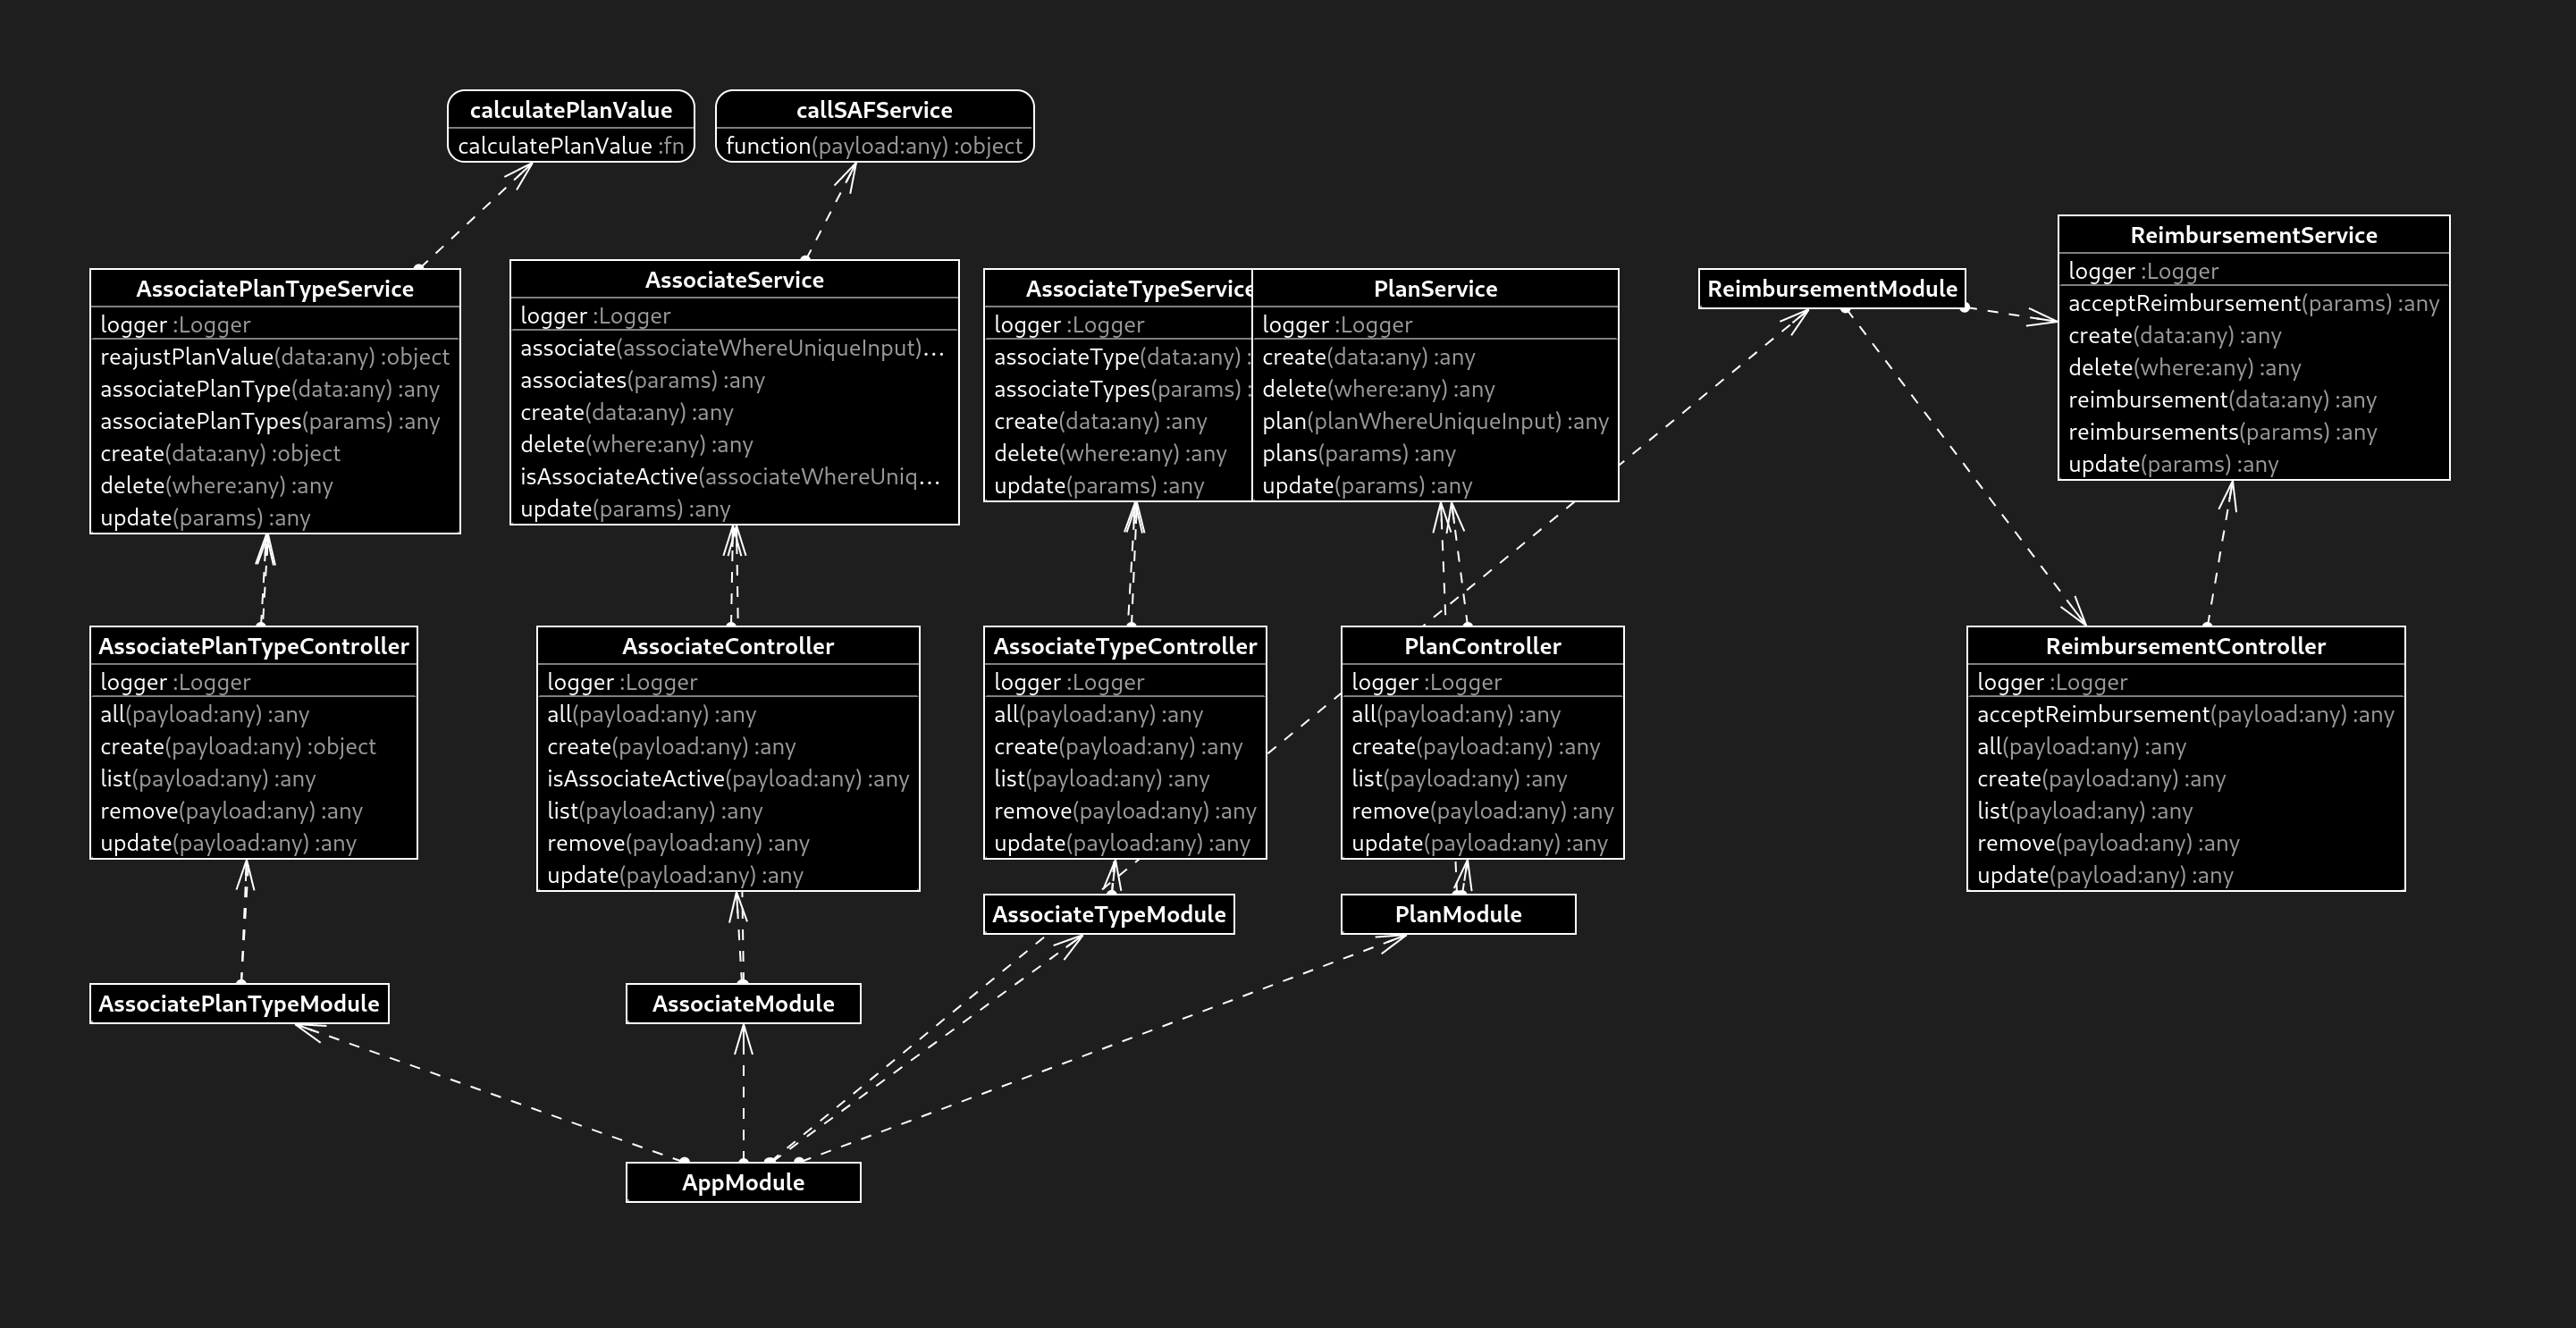 calculatePlanValue
calculatePlanValue :fn
callSAFService
function(payload:any) :object
AssociatePlanTypeService
logger :Logger
reajustPlanValue(data:any) :object
associatePlanType(data:any) :any
associatePlanTypes(params) :any
create(data:any) :object
delete(where:any) :any
update(params) :any
AssociateService
logger :Logger
associate(associateWhereUniqueInput)...
associates(params) :any
create(data:any) :any
delete(where:any) :any
isAssociateActive(associateWhereUniq...
update(params) :any
AssociateTypeService
logger :Logger
associateType(data:any) :
associateTypes(params) :
create(data:any) :any
delete(where:any) :any
update(params) :any
PlanService
logger :Logger
create(data:any) :any
delete(where:any) :any
plan(planWhereUniqueInput) :any
plans(params) :any
update(params) :any
ReimbursementModule
ReimbursementService
logger :Logger
acceptReimbursement(params) :any
create(data:any) :any
delete(where:any) :any
reimbursement(data:any) :any
reimbursements(params) :any
update(params) :any
AssociatePlanTypeController
logger :Logger
all(payload:any) :any
create(payload:any) :object
list(payload:any) :any
remove(payload:any) :any
update(payload:any) :any
AssociateController
logger :Logger
all(payload:any) :any
create(payload:any) :any
isAssociateActive(payload:any) :any
list(payload:any) :any
remove(payload:any) :any
update(payload:any) :any
AssociateTypeController
logger :Logger
all(payload:any) :any
create(payload:any) :any
list(payload:any) :any
remove(payload:any) :any
update(payload:any) :any
PlanController
logger :Logger
all(payload:any) :any
create(payload:any) :any
list(payload:any) :any
remove(payload:any) :any
update(payload:any) :any
ReimbursementController
logger :Logger
acceptReimbursement(payload:any) :any
all(payload:any) :any
create(payload:any) :any
list(payload:any) :any
remove(payload:any) :any
update(payload:any) :any
AssociateTypeModule
PlanModule
AssociatePlanTypeModule
AssociateModule
AppModule